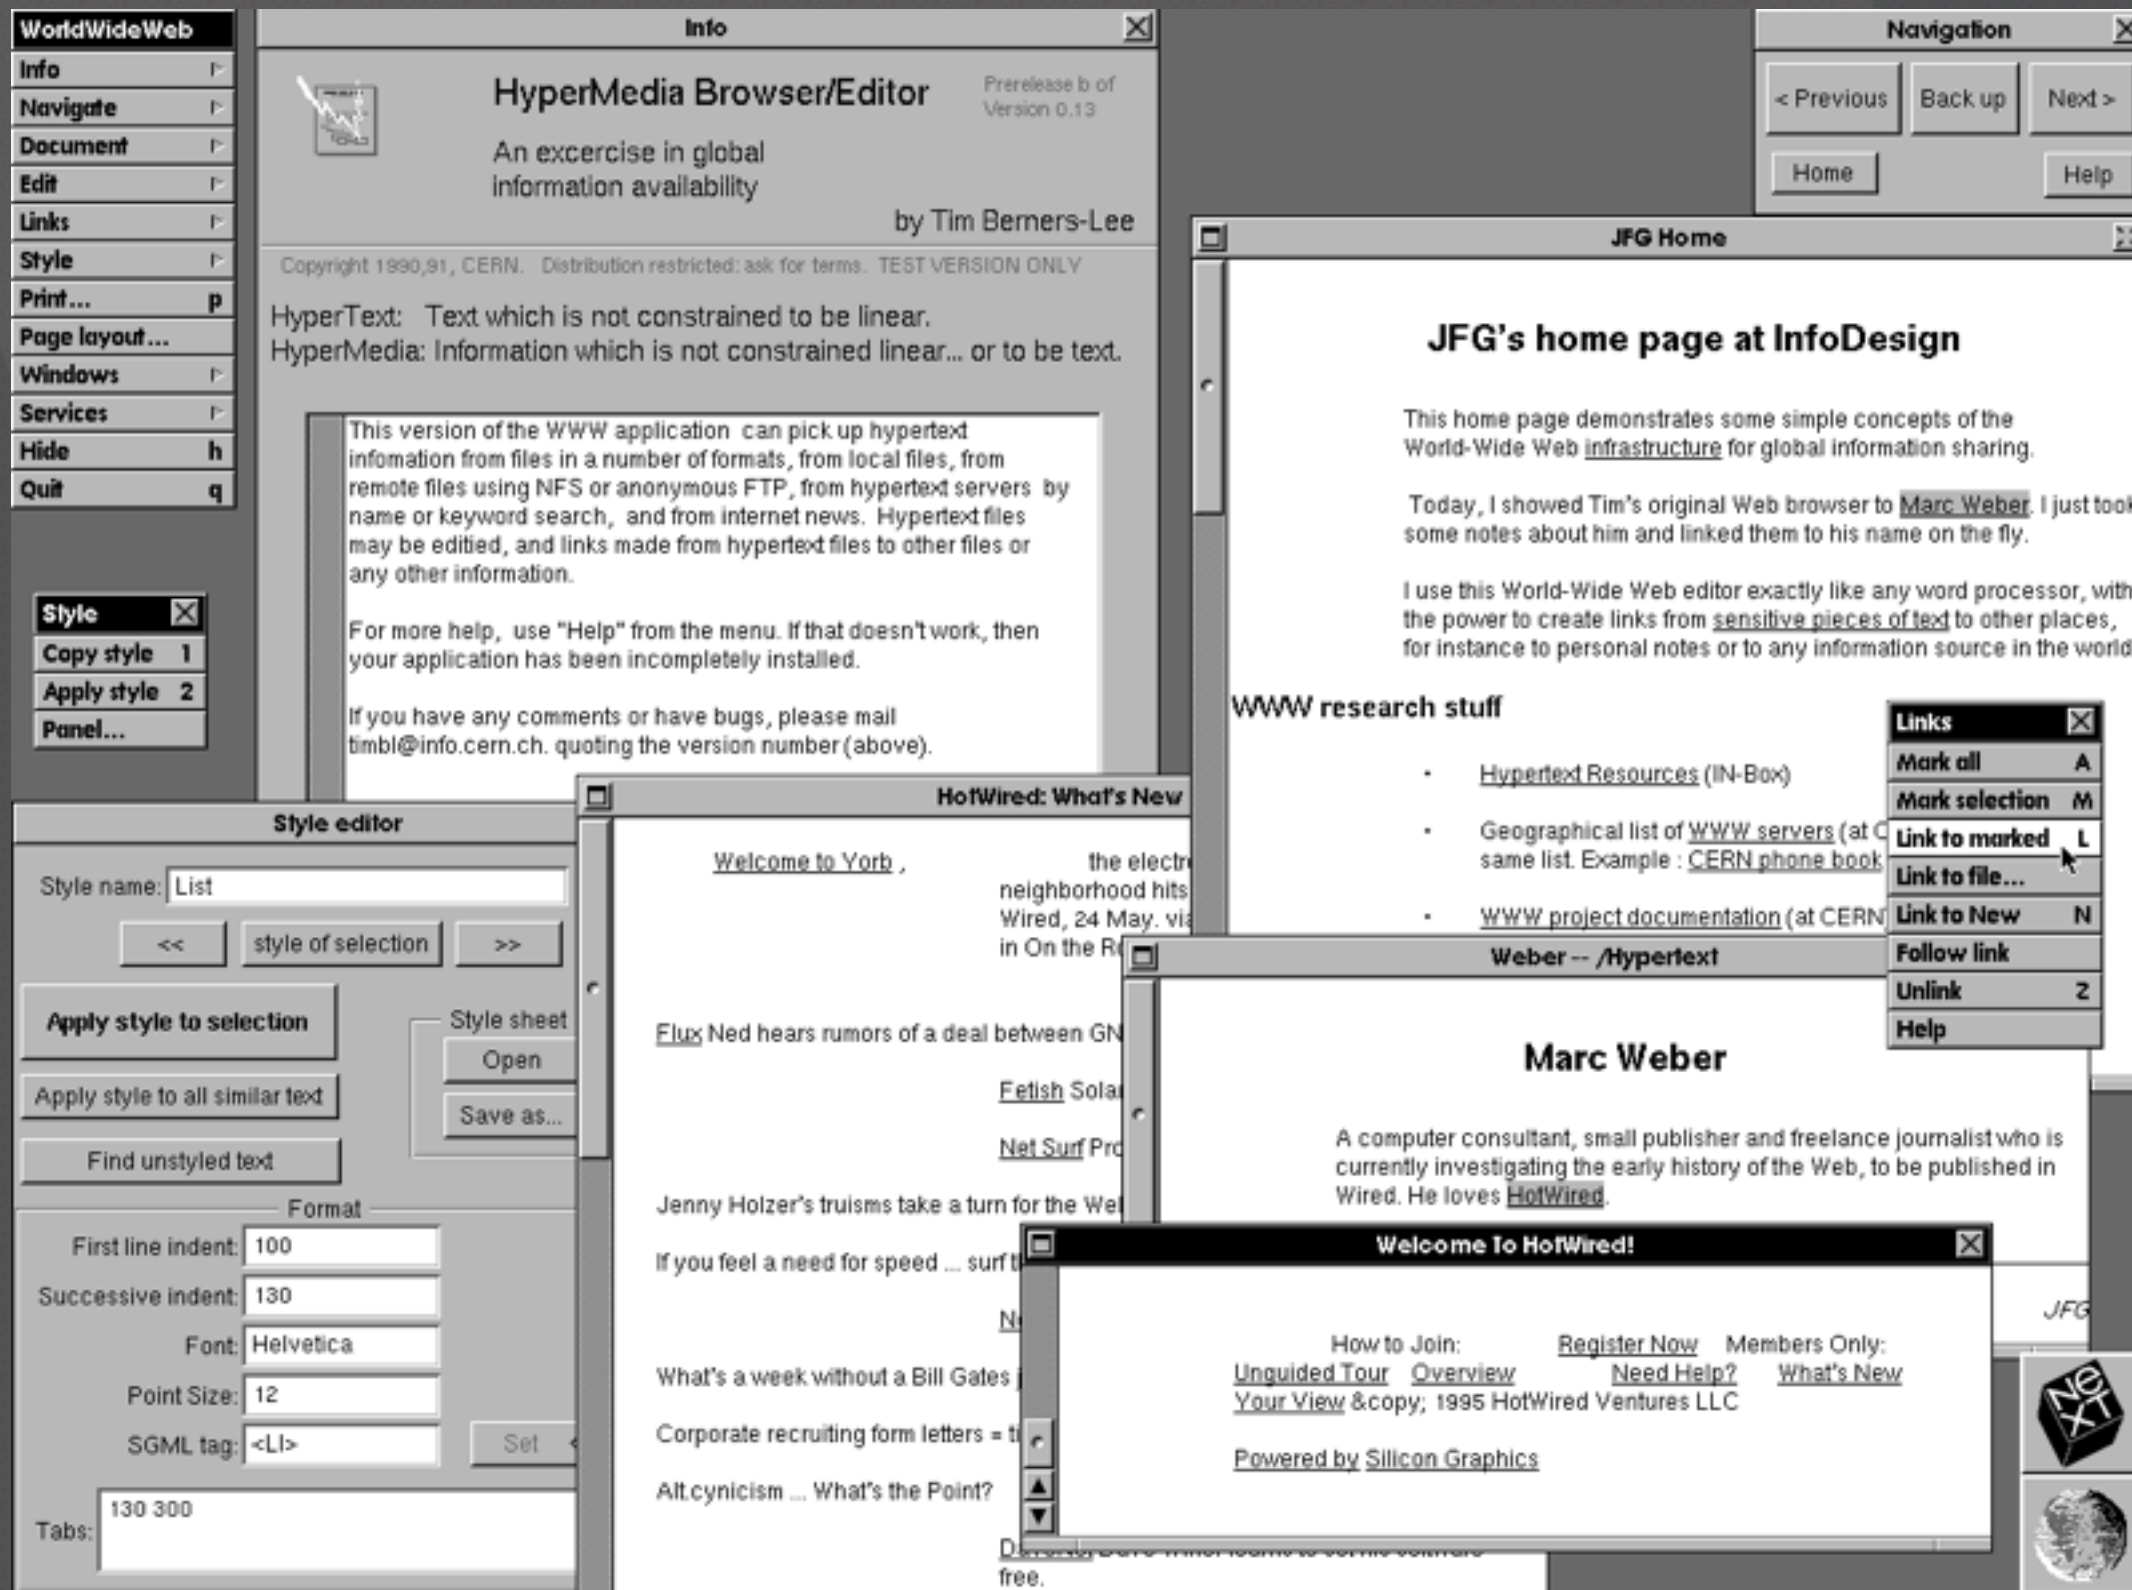 WorldWideWeb
Info
Navigate
Document
Edit
Links
Style
Print... p
Page layout...
Windows
Services
Hide h
Quit q
Style
Copy style 1
Apply style 2
Panel...
Info
HyperMedia Browser/Editor
Prerelease b of
Version 0.13
An excercise in global
information availability
by Tim Berners-Lee
Copyright 1990,91, CERN. Distribution restricted: ask for terms. TEST VERSION ONLY
HyperText: Text which is not constrained to be linear.
HyperMedia: Information which is not constrained linear... or to be text.
This version of the WWW application can pick up hypertext
infomation from files in a number of formats, from local files, from
remote files using NFS or anonymous FTP, from hypertext servers by
name or keyword search, and from internet news. Hypertext files
may be editied, and links made from hypertext files to other files or
any other information.
For more help, use "Help" from the menu. If that doesn't work, then
your application has been incompletely installed.
If you have any comments or have bugs, please mail
timbl@info.cern.ch. quoting the version number (above).
Navigation
< Previous Back up Next >
Home Help
JFG Home
JFG's home page at InfoDesign
This home page demonstrates some simple concepts of the
World-Wide Web infrastructure for global information sharing.
Today, I showed Tim's original Web browser to Marc Weber. I just took
some notes about him and linked them to his name on the fly.
I use this World-Wide Web editor exactly like any word processor, with
the power to create links from sensitive pieces of text to other places,
for instance to personal notes or to any information source in the world
WWW research stuff
· Hypertext Resources (IN-Box)
· Geographical list of WWW servers (at C
same list. Example : CERN phone book
· WWW project documentation (at CERN
Links
Mark all A
Mark selection M
Link to marked L
Link to file...
Link to New N
Follow link
Unlink Z
Help
Style editor
Style name: List
<< style of selection >>
Apply style to selection
Apply style to all similar text
Find unstyled text
Style sheet
Open
Save as...
Format
First line indent: 100
Successive indent: 130
Font: Helvetica
Point Size: 12
SGML tag: <LI>
Set
Tabs: 130 300
HotWired: What's New
Welcome to Yorb , the electr
neighborhood hits
Wired, 24 May. via
in On the
Flux Ned hears rumors of a deal between GN
Fetish Solar
Net Surf Pro
Jenny Holzer's truisms take a turn for the
If you feel a need for speed ... surf
What's a week without a Bill Gates
Corporate recruiting form letters =
Alt.cynicism ... What's the Point?
free.
Weber -- /Hypertext
Marc Weber
A computer consultant, small publisher and freelance journalist who is
currently investigating the early history of the Web, to be published in
Wired. He loves HotWired.
JFG
Welcome To HotWired!
How to Join: Register Now Members Only:
Unguided Tour Overview Need Help? What's New
Your View &copy; 1995 HotWired Ventures LLC
Powered by Silicon Graphics
NeXT